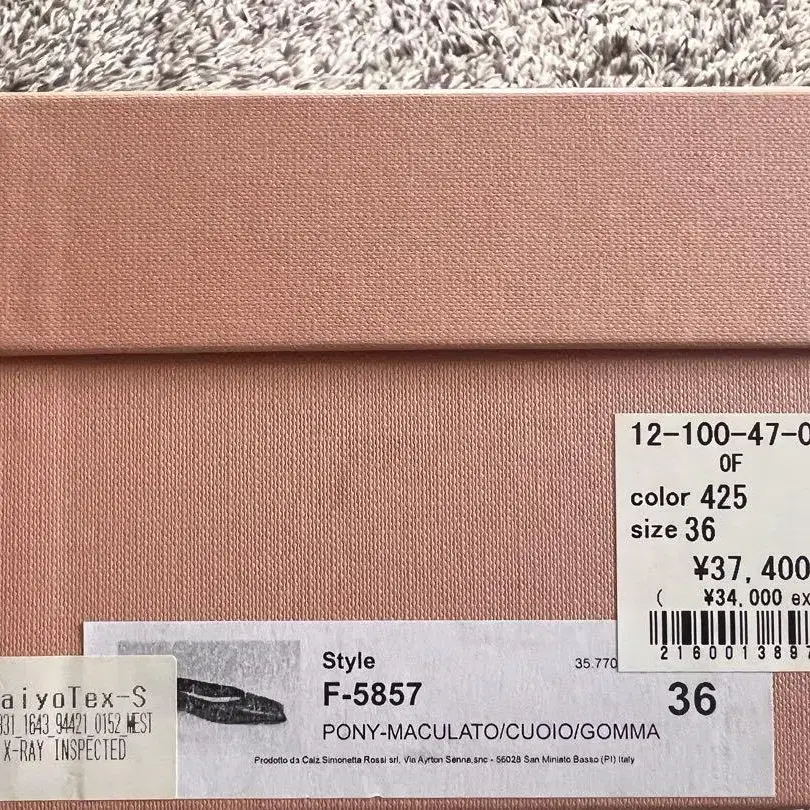 12-100-47-0
OF
color 425
size 36
¥37,400
( ¥34,000 ex
2160013897
Style
35.770
F-5857
36
PONY-MACULATO/CUOIO/GOMMA
Prodotto da Calz Simonetta Rossi srl, Via Ayrton Senna,snc - 56028 San Miniato Basso (PI) Italy
aiyoTex-S
331_1643_94421_0152_WEST
X-RAY INSPECTED